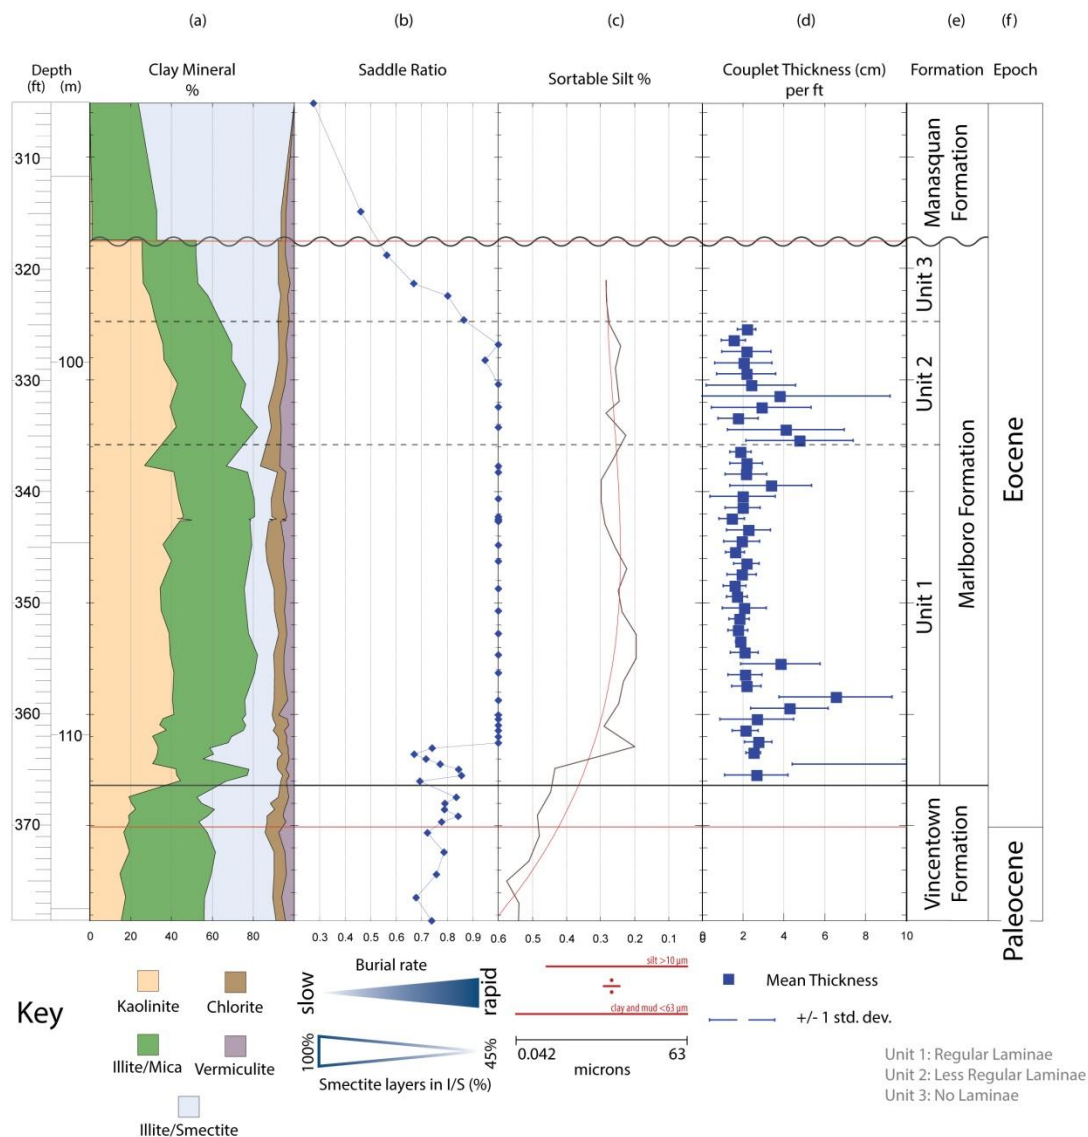 (a) (b) (c) (d) (e) (f)
Depth
(ft) (m)
Clay Mineral
%
Saddle Ratio
Sortable Silt %
Couplet Thickness (cm)
per ft
Formation
Epoch
310
320
330
340
350
360
370
100
110
Manasquan
Formation
Unit 3
Unit 2
Unit 1
Marlboro Formation
Vincentown
Formation
Eocene
Paleocene
0 20 40 60 80
0.3 0.4 0.5 0.6 0.7 0.8 0.9
0.6 0.5 0.4 0.3 0.2 0.1
0 2 4 6 8 10
Key
Kaolinite
Chlorite
Illite/Mica
Vermiculite
Illite/Smectite
Burial rate
slow
rapid
100%
45%
Smectite layers in I/S (%)
silt >10 µm
÷
clay and mud <63 µm
0.042 63
microns
Mean Thickness
+/- 1 std. dev.
Unit 1: Regular Laminae
Unit 2: Less Regular Laminae
Unit 3: No Laminae